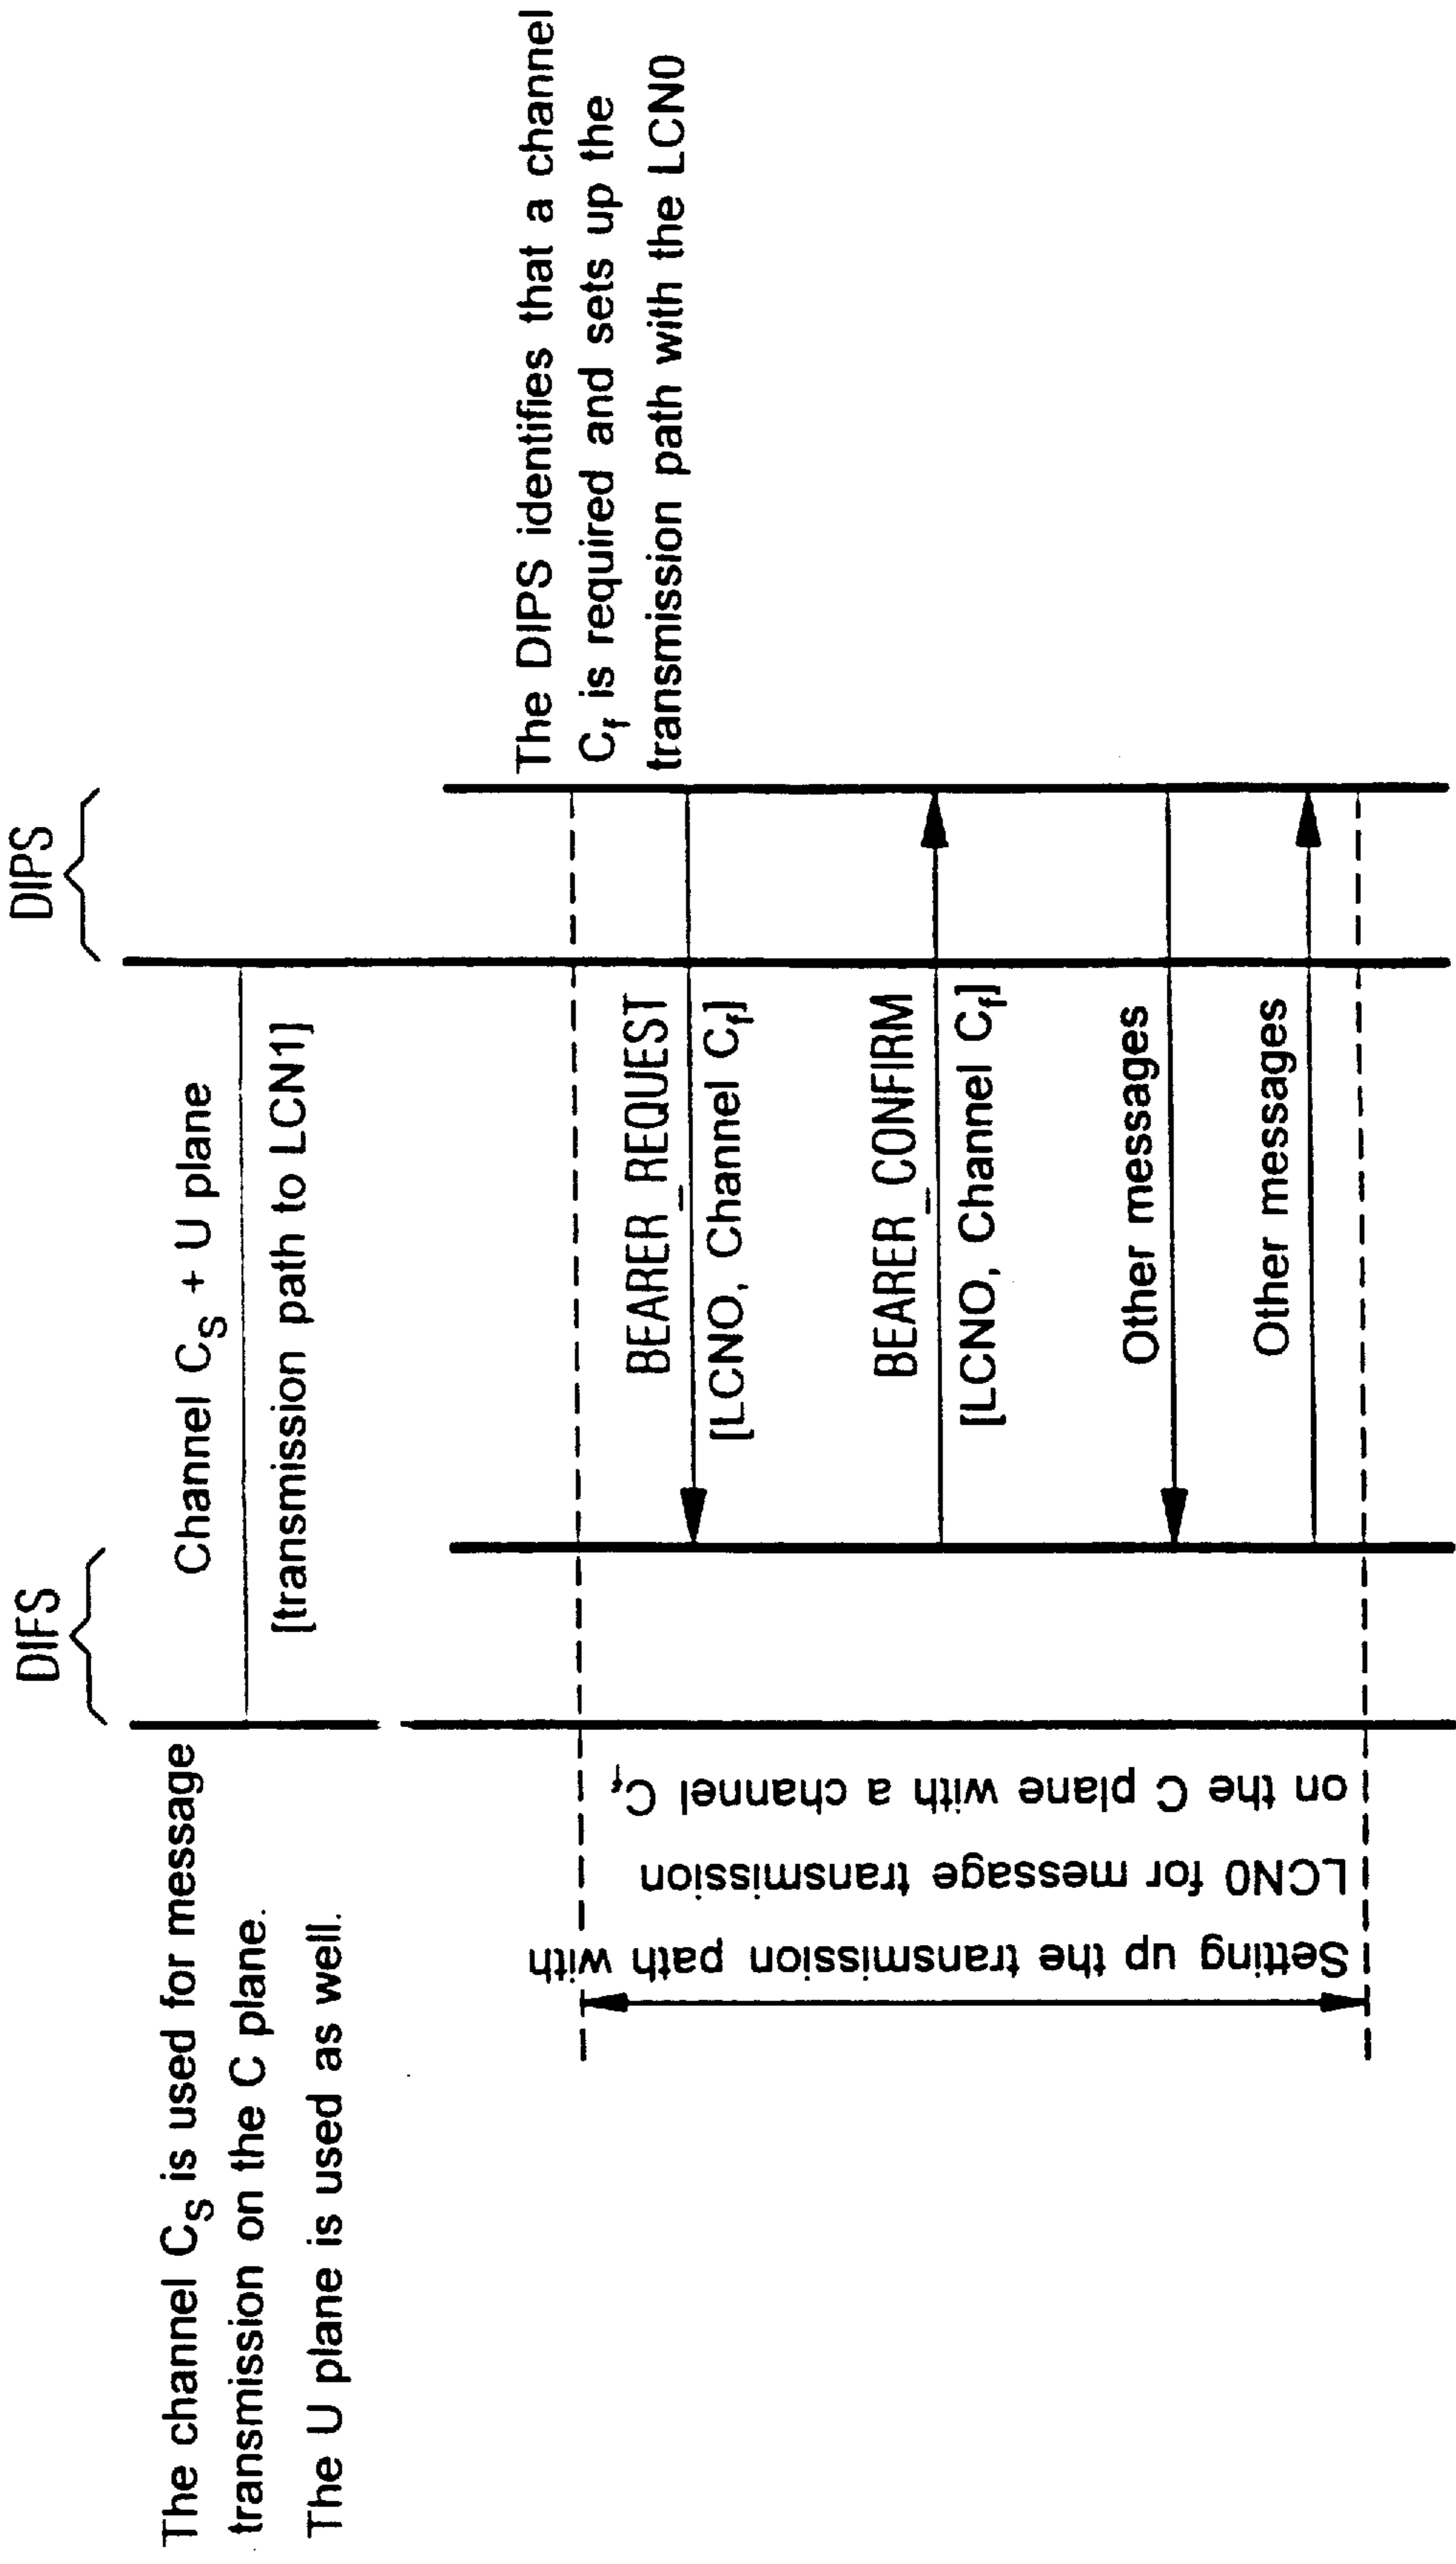 DIFS
DIPS
The channel CS is used for message
transmission on the C plane.
The U plane is used as well.
Channel CS + U plane
[transmission path to LCN1]
The DIPS identifies that a channel
Cf is required and sets up the
transmission path with the LCN0
Setting up the transmission path with
LCN0 for message transmission
on the C plane with a channel Cf
BEARER_REQUEST
[LCNO, Channel Cf]
BEARER_CONFIRM
[LCNO, Channel Cf]
Other messages
Other messages